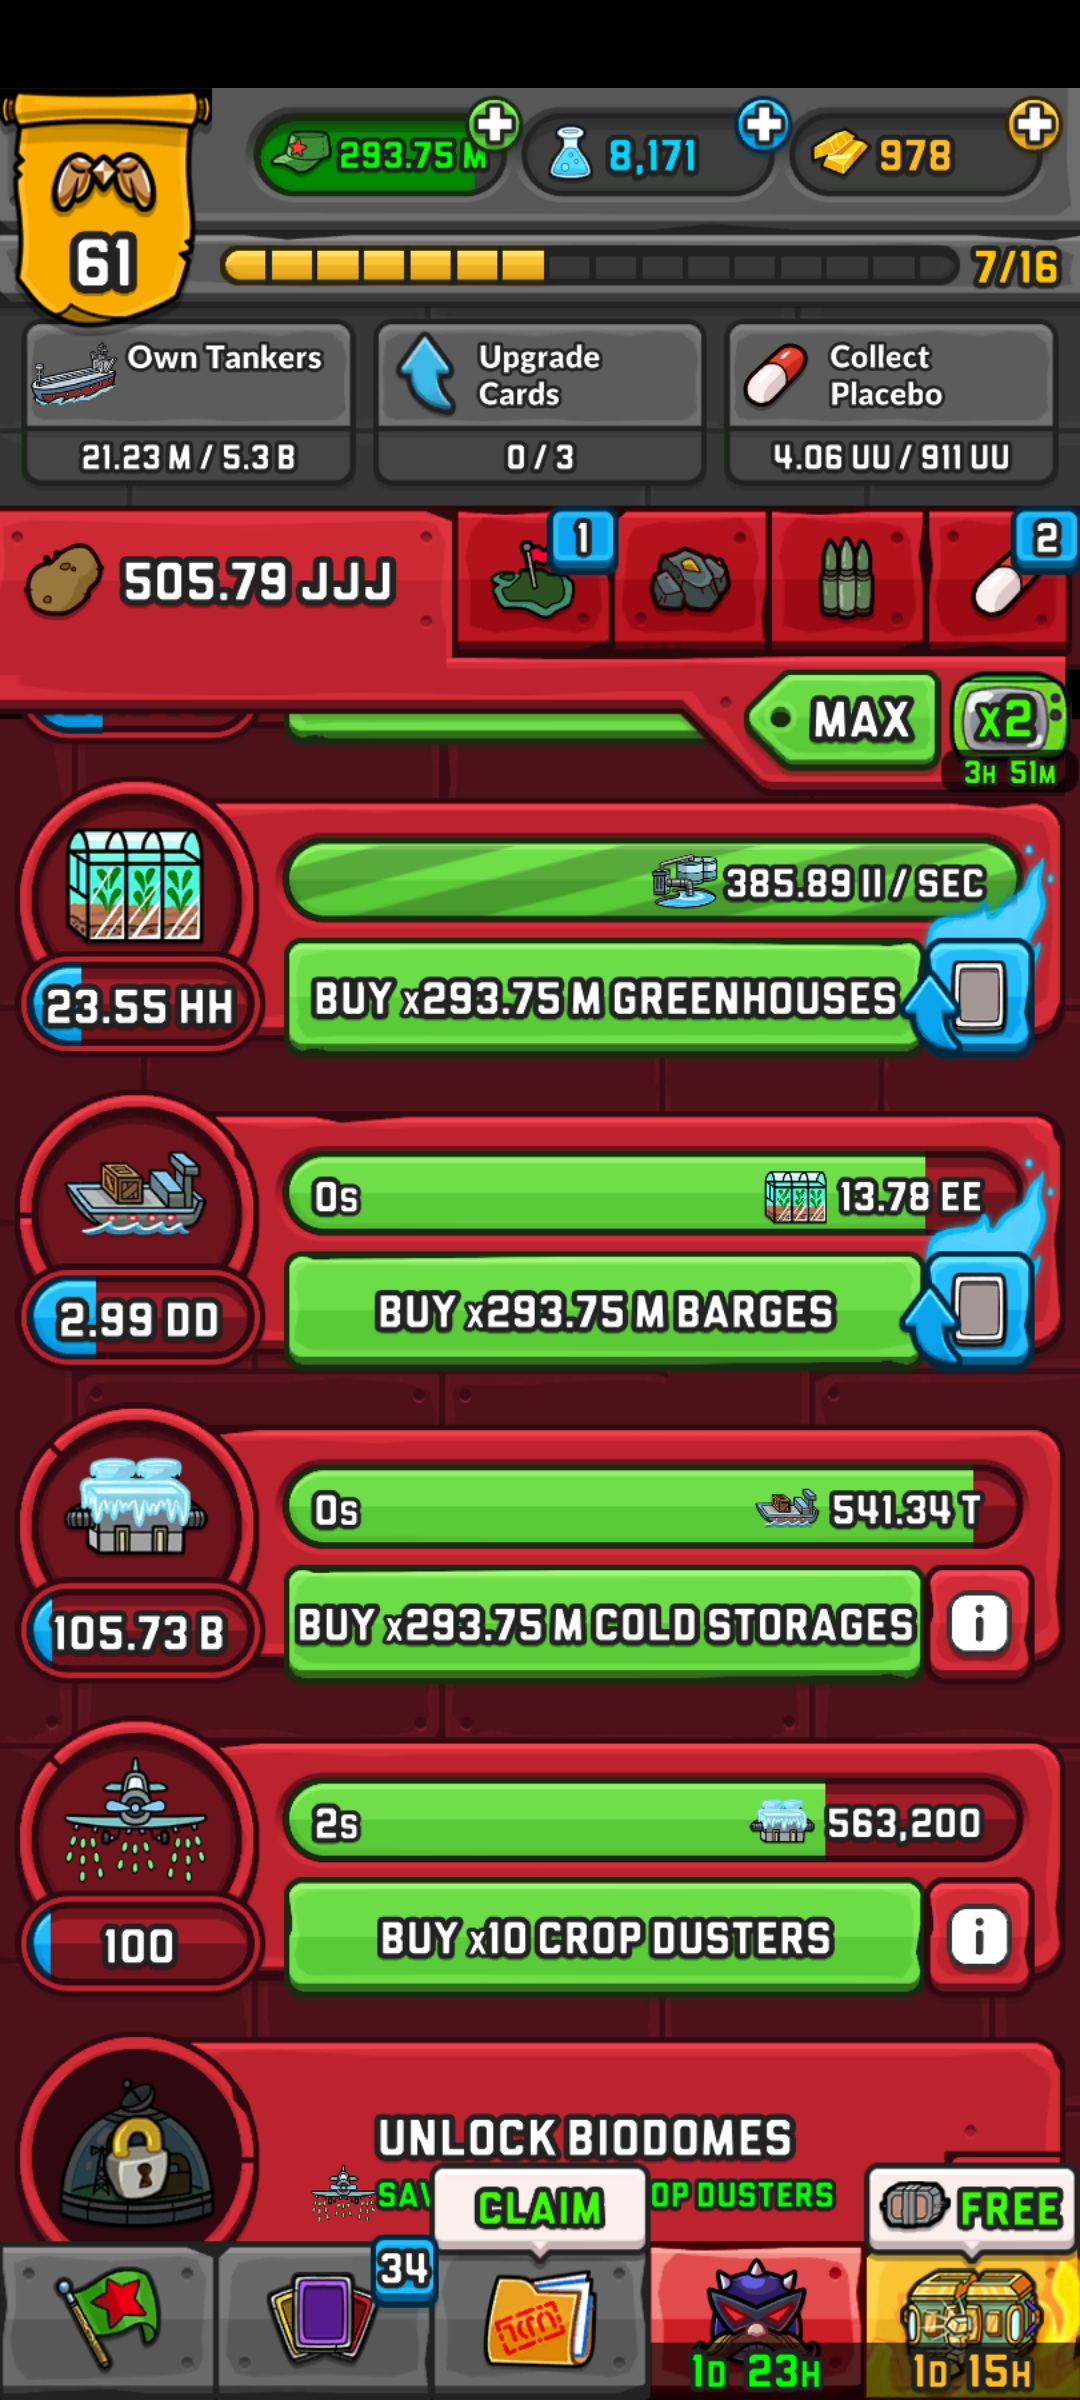 293.75 M
8,171
978
61
7/16
Own Tankers
21.23 M / 5.3 B
Upgrade
Cards
0 / 3
Collect
Placebo
4.06 UU / 911 UU
505.79 JJJ
1
2
MAX
x2
3H 51M
385.89 II / SEC
23.55 HH
BUY x293.75 M GREENHOUSES
0s
13.78 EE
2.99 DD
BUY x293.75 M BARGES
0s
541.34 T
105.73 B
BUY x293.75 M COLD STORAGES
i
2s
563,200
100
BUY x10 CROP DUSTERS
i
UNLOCK BIODOMES
DUSTERS
CLAIM
FREE
34
1D 23H
1D 15H